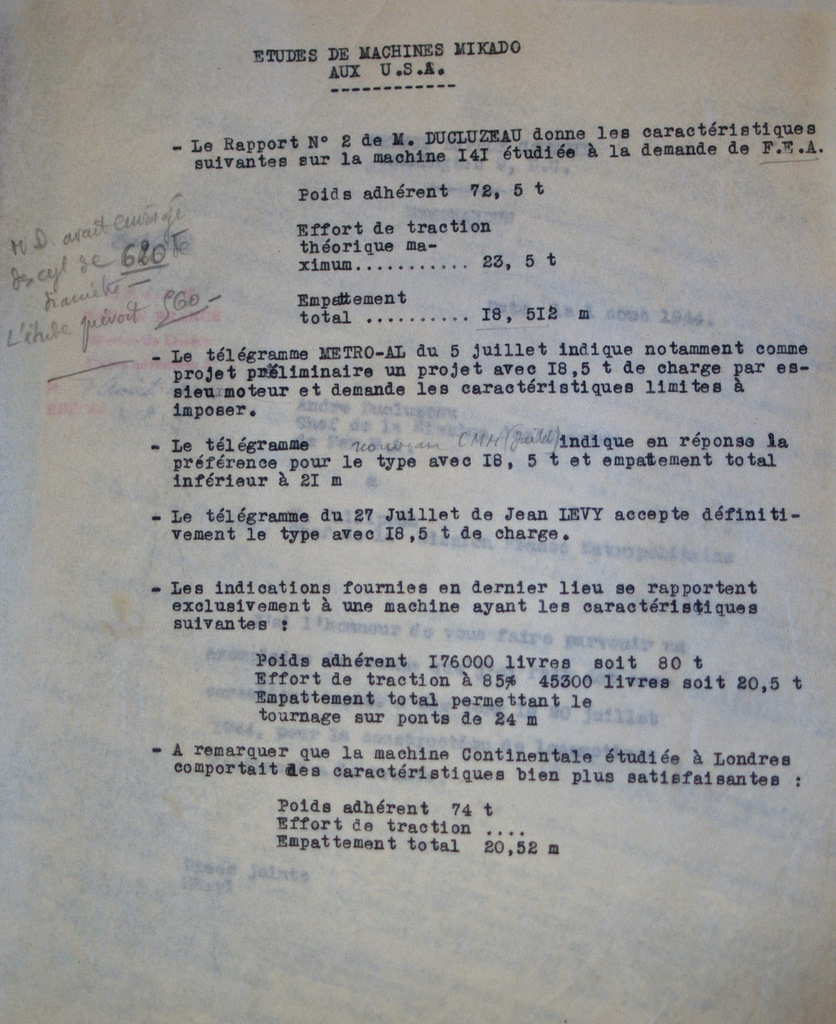 ETUDES DE MACHINES MIKADO
AUX U.S.A.
- Le Rapport N° 2 de M. DUCLUZEAU donne les caractéristiques
suivantes sur la machine I4I étudiée à la demande de F.E.A.
Poids adhérent 72, 5 t
Effort de traction
théorique ma-
ximum........... 23, 5 t
Empattement
total .......... I8, 5I2 m
M D. avait envisagé
des cyl de 620
diamètre -
L'étude prévoit 560 -
- Le télégramme METRO-AL du 5 juillet indique notamment comme
projet préliminaire un projet avec I8,5 t de charge par es-
sieu moteur et demande les caractéristiques limites à
imposer.
- Le télégramme CMM indique en réponse la
préférence pour le type avec I8, 5 t et empattement total
inférieur à 2I m
- Le télégramme du 27 Juillet de Jean LEVY accepte définiti-
vement le type avec I8,5 t de charge.
- Les indications fournies en dernier lieu se rapportent
exclusivement à une machine ayant les caractéristiques
suivantes :
Poids adhérent I76000 livres soit 80 t
Effort de traction à 85% 45300 livres soit 20,5 t
Empattement total permettant le
tournage sur ponts de 24 m
- A remarquer que la machine Continentale étudiée à Londres
comportait des caractéristiques bien plus satisfaisantes :
Poids adhérent 74 t
Effort de traction ....
Empattement total 20,52 m